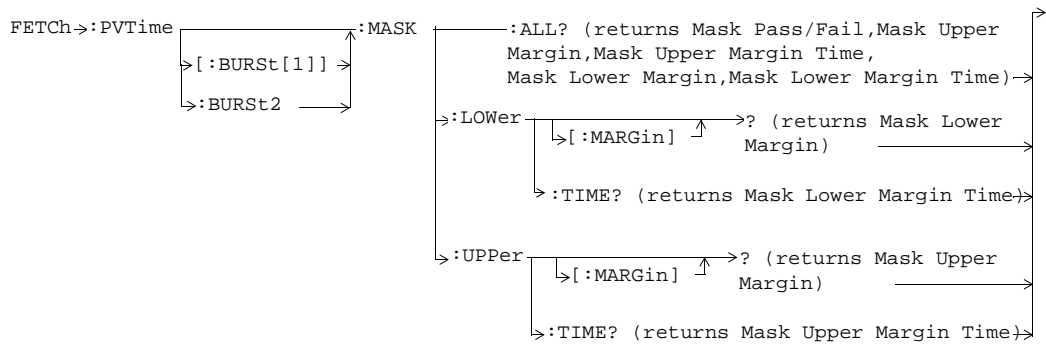 FETCh :PVTime :MASK :ALL? (returns Mask Pass/Fail,Mask Upper
Margin,Mask Upper Margin Time,
[:BURSt[1]]
Mask Lower Margin,Mask Lower Margin Time)
:BURSt2
:LOWer ? (returns Mask Lower
[:MARGin] Margin)
:TIME? (returns Mask Lower Margin Time)
:UPPer ? (returns Mask Upper
[:MARGin] Margin)
:TIME? (returns Mask Upper Margin Time)